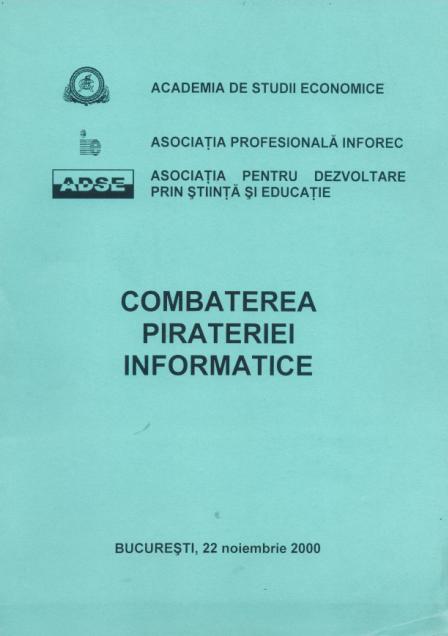 ACADEMIA DE STUDII ECONOMICE
ASOCIAȚIA PROFESIONALĂ INFOREC
ADSE
ASOCIAȚIA PENTRU DEZVOLTARE
PRIN ȘTIINȚĂ ȘI EDUCAȚIE
COMBATEREA
PIRATERIEI
INFORMATICE
BUCUREȘTI, 22 noiembrie 2000